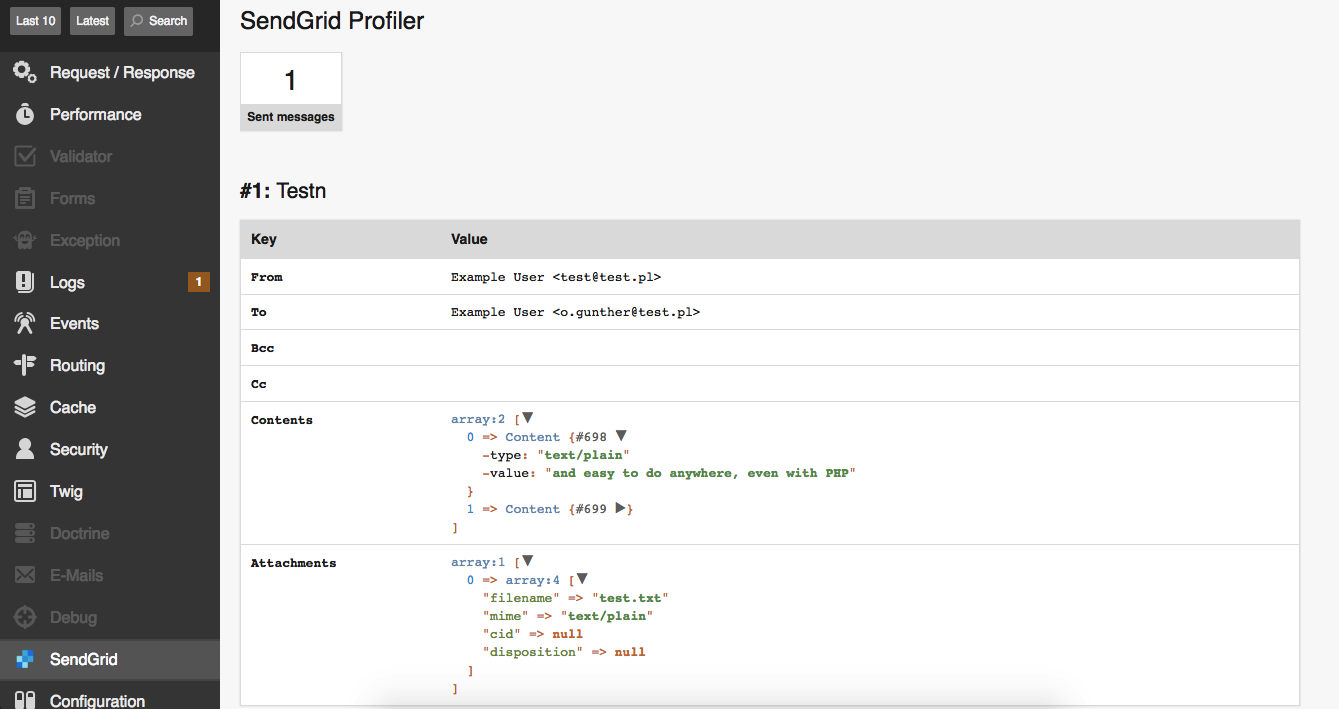 Last 10 Latest Search
Request / Response
Performance
Validator
Forms
Exception
Logs 1
Events
Routing
Cache
Security
Twig
Doctrine
E-Mails
Debug
SendGrid
Configuration
SendGrid Profiler
1
Sent messages
#1: Testn
Key Value
From Example User <test@test.pl>
To Example User <o.gunther@test.pl>
Bcc
Cc
Contents array:2 [▼
0 => Content {#698 ▼
-type: "text/plain"
-value: "and easy to do anywhere, even with PHP"
}
1 => Content {#699 ▶}
]
Attachments array:1 [▼
0 => array:4 [▼
"filename" => "test.txt"
"mime" => "text/plain"
"cid" => null
"disposition" => null
]
]